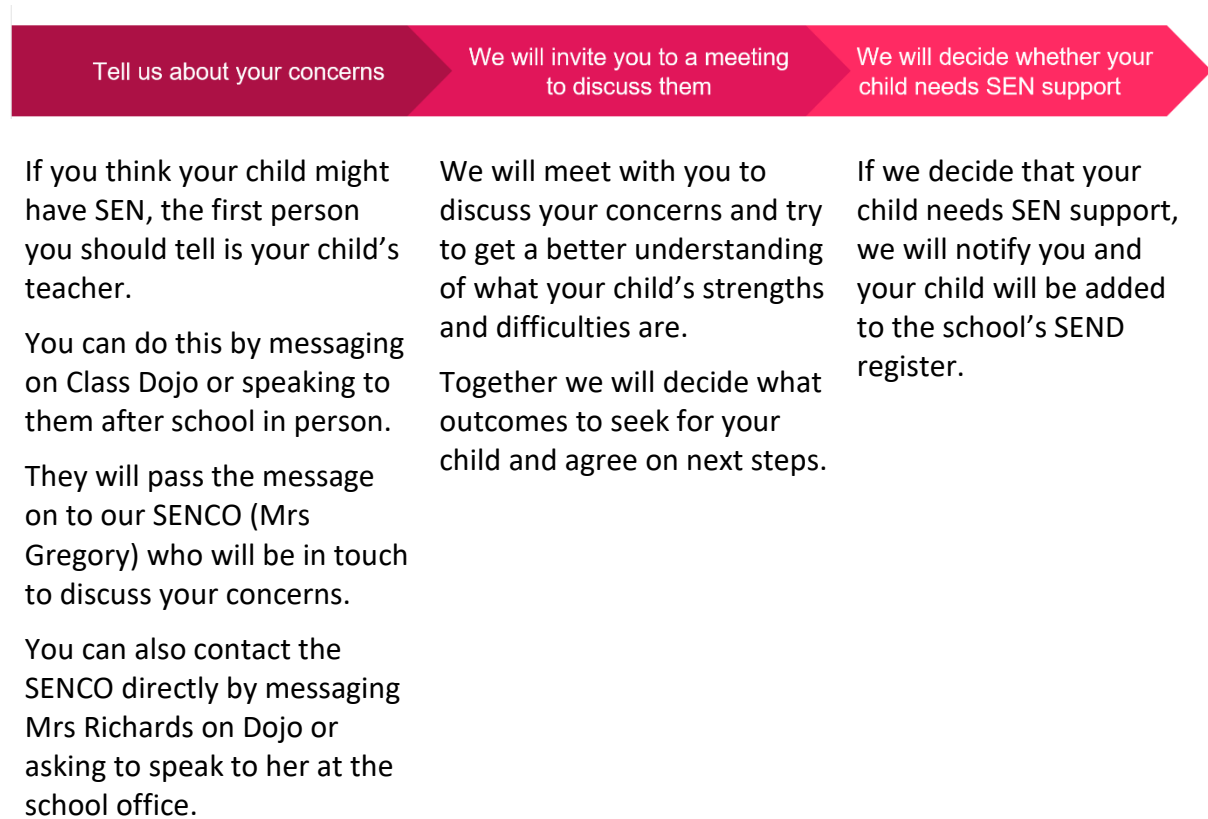 Tell us about your concerns
We will invite you to a meeting
to discuss them
We will decide whether your
child needs SEN support
If you think your child might
have SEN, the first person
you should tell is your child’s
teacher.
You can do this by messaging
on Class Dojo or speaking to
them after school in person.
They will pass the message
on to our SENCO (Mrs
Gregory) who will be in touch
to discuss your concerns.
You can also contact the
SENCO directly by messaging
Mrs Richards on Dojo or
asking to speak to her at the
school office.
We will meet with you to
discuss your concerns and try
to get a better understanding
of what your child’s strengths
and difficulties are.
Together we will decide what
outcomes to seek for your
child and agree on next steps.
If we decide that your
child needs SEN support,
we will notify you and
your child will be added
to the school’s SEND
register.